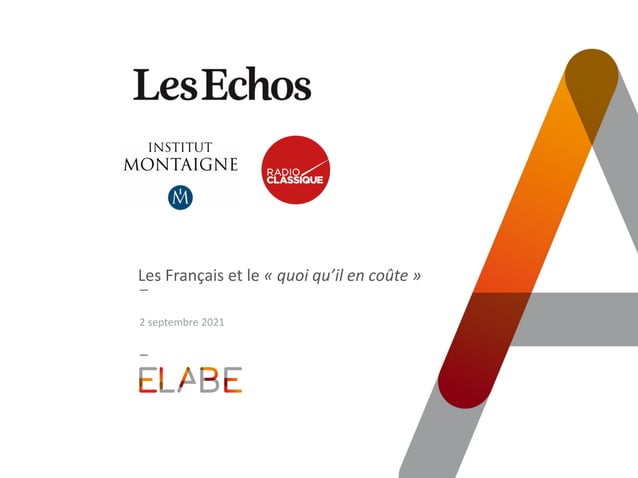 Les Echos
INSTITUT
MONTAIGNE
M
RADIO
CLASSIQUE
Les Français et le « quoi qu’il en coûte »
2 septembre 2021
ELABE